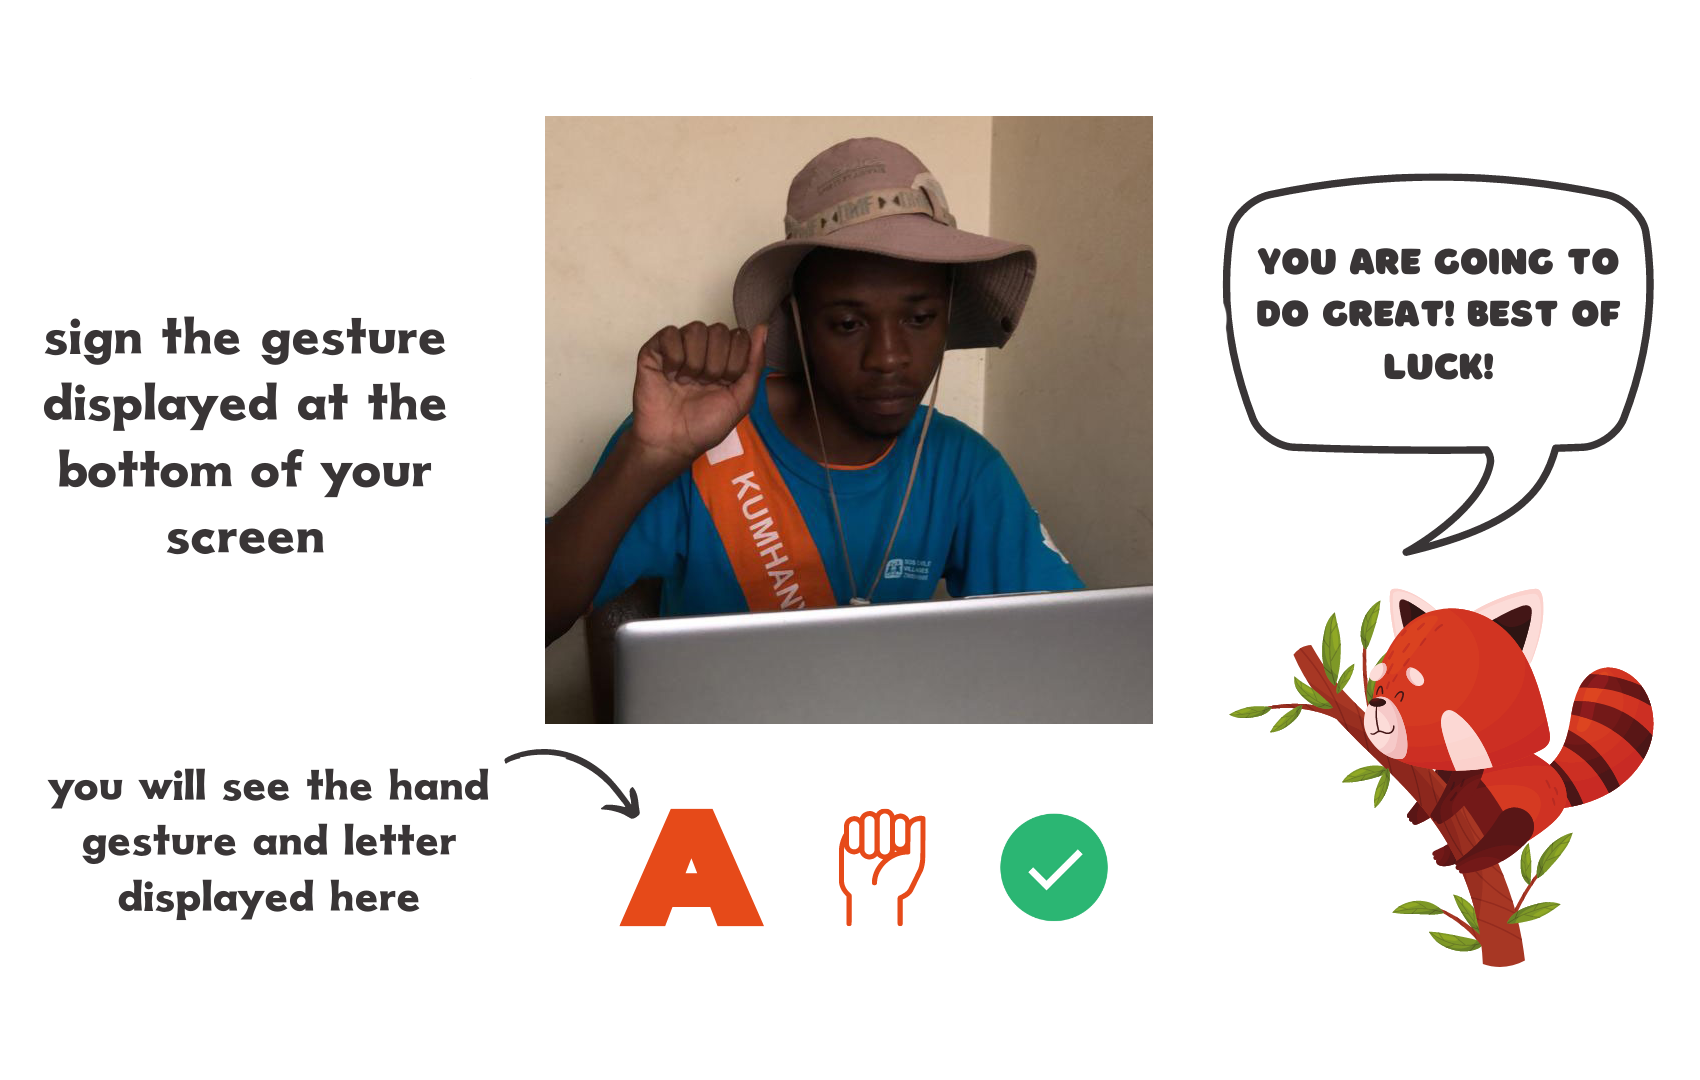 sign the gesture
displayed at the
bottom of your
screen
KUMHANY
YOU ARE GOING TO
DO GREAT! BEST OF
LUCK!
you will see the hand
gesture and letter
displayed here
A